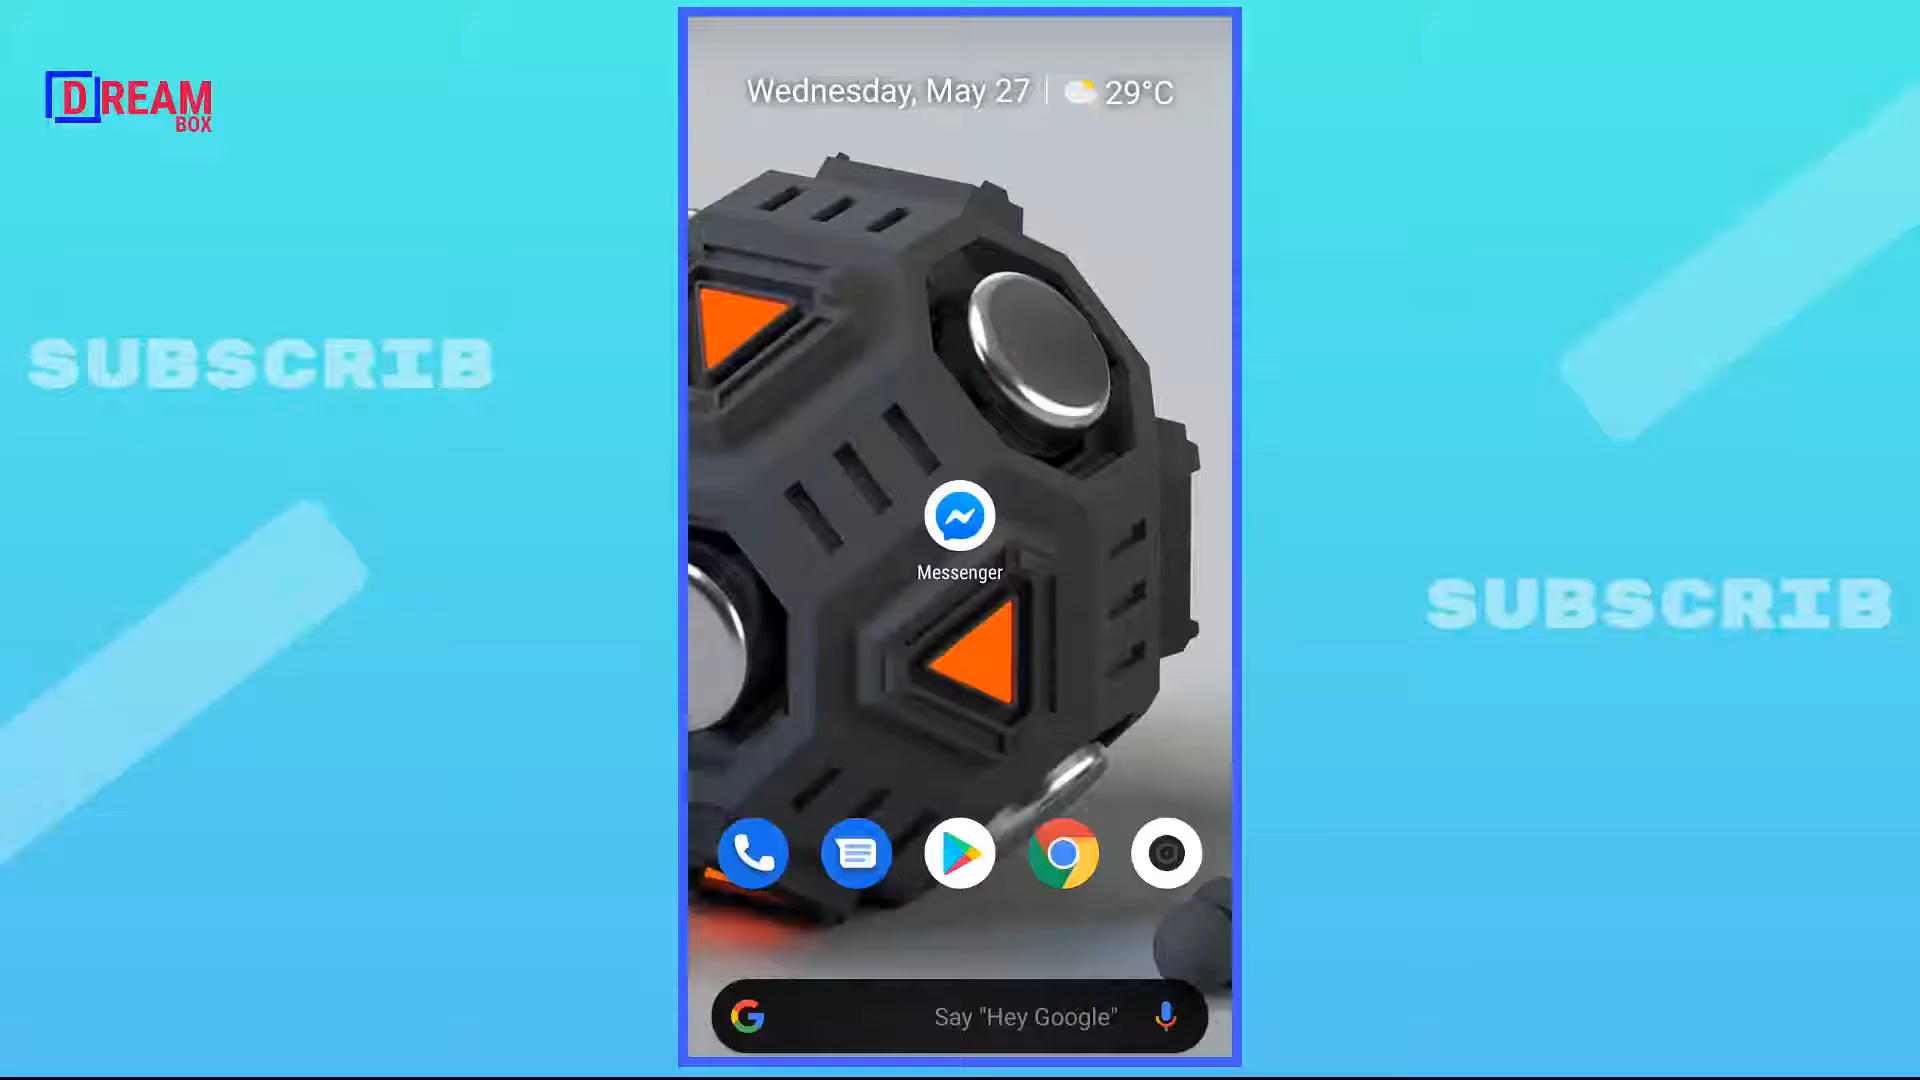 DREAM
BOX
Wednesday, May 27 | 29°C
SUBSCRIB
Messenger
SUBSCRIB
Say "Hey Google"